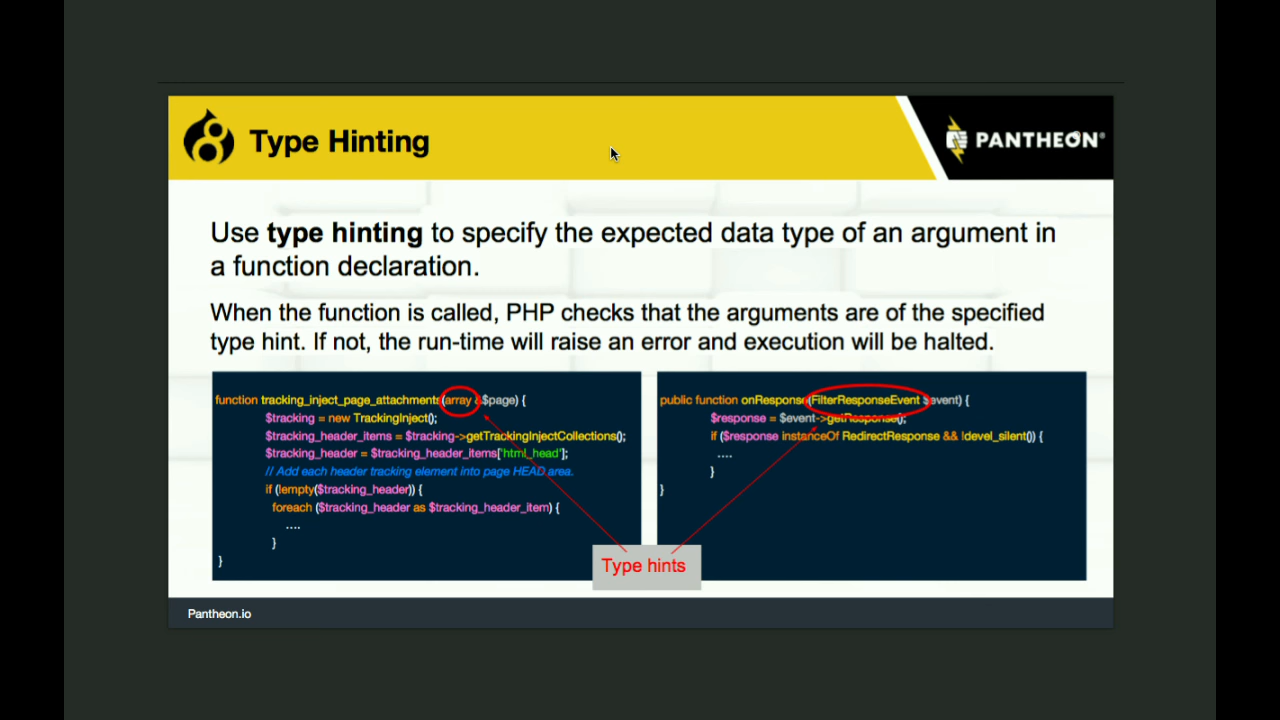 Type Hinting
PANTHEON®
Use type hinting to specify the expected data type of an argument in
a function declaration.
When the function is called, PHP checks that the arguments are of the specified
type hint. If not, the run-time will raise an error and execution will be halted.
function tracking_inject_page_attachments(array &$page) {
$tracking = new TrackingInject();
$tracking_header_items = $tracking->getTrackingInjectCollections();
$tracking_header = $tracking_header_items['html_head'];
// Add each header tracking element into page HEAD area.
if (!empty($tracking_header)) {
foreach ($tracking_header as $tracking_header_item) {
....
}
}
public function onResponse(FilterResponseEvent $event) {
$response = $event->getResponse();
if ($response instanceOf RedirectResponse && !devel_silent()) {
....
}
}
Type hints
Pantheon.io